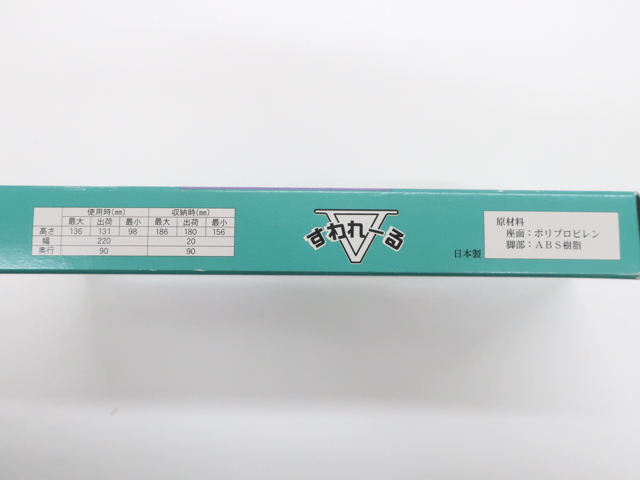 使用時(㎜) 収納時(㎜)
最大 出荷 最小 最大 出荷 最小
高さ 136 131 98 186 180 156
幅 220 20
奥行 90 90
すわれーる
日本製
原材料
座面：ポリプロピレン
脚部：ＡＢＳ樹脂